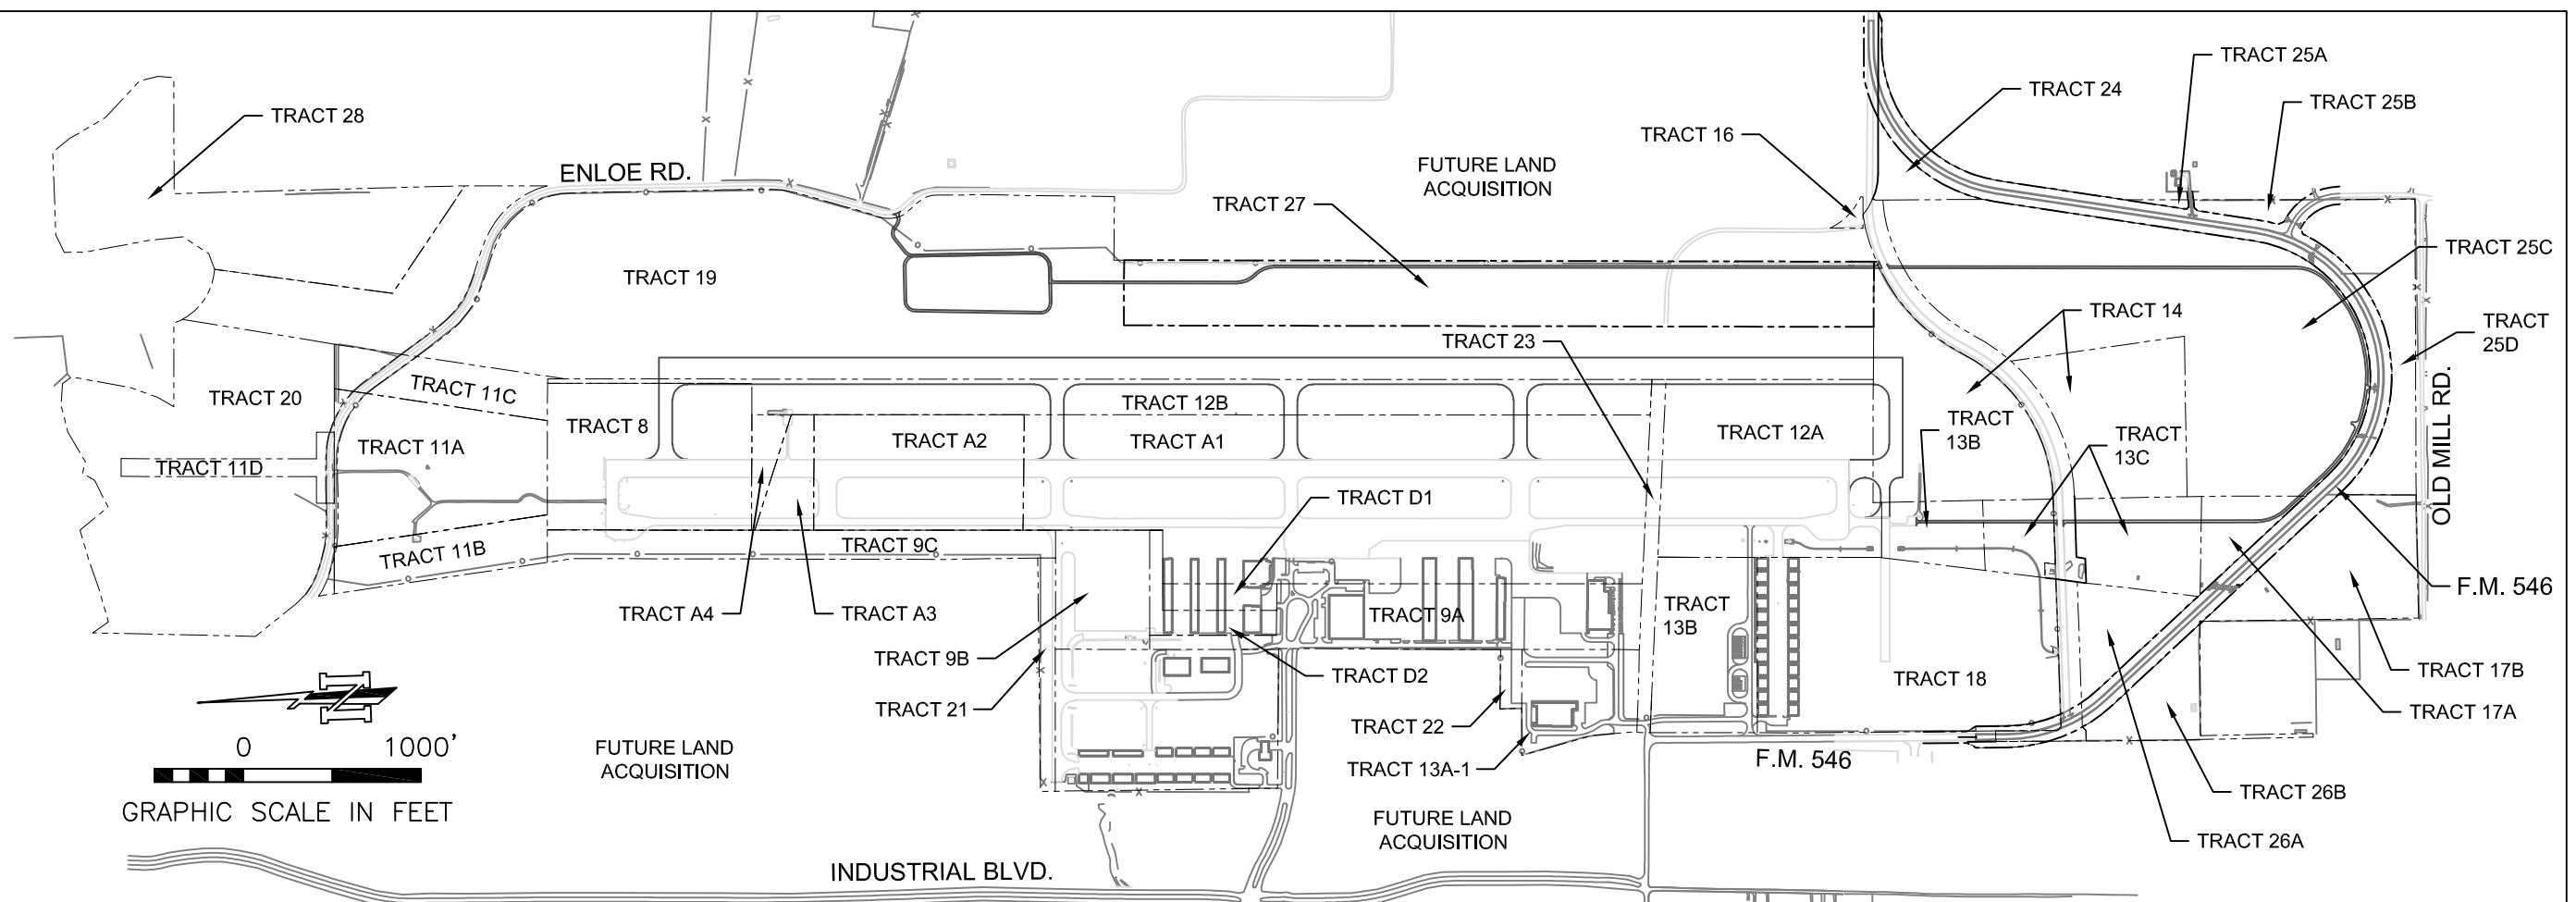 TRACT 25A
TRACT 24
TRACT 25B
TRACT 28
TRACT 16
ENLOE RD.
FUTURE LAND
ACQUISITION
TRACT 27
TRACT 25C
TRACT 19
TRACT 14
TRACT
25D
TRACT 23
TRACT 20
TRACT 11C
TRACT 8
TRACT 12B
TRACT A2
TRACT A1
TRACT 12A
TRACT
13B
TRACT
13C
OLD MILL RD.
TRACT 11A
TRACT 11D
TRACT D1
TRACT 11B
TRACT 9C
F.M. 546
TRACT A4
TRACT A3
TRACT 9A
TRACT
13B
TRACT 9B
TRACT D2
TRACT 18
TRACT 17B
TRACT 21
TRACT 22
TRACT 17A
0 1000'
GRAPHIC SCALE IN FEET
FUTURE LAND
ACQUISITION
TRACT 13A-1
F.M. 546
TRACT 26B
FUTURE LAND
ACQUISITION
TRACT 26A
INDUSTRIAL BLVD.